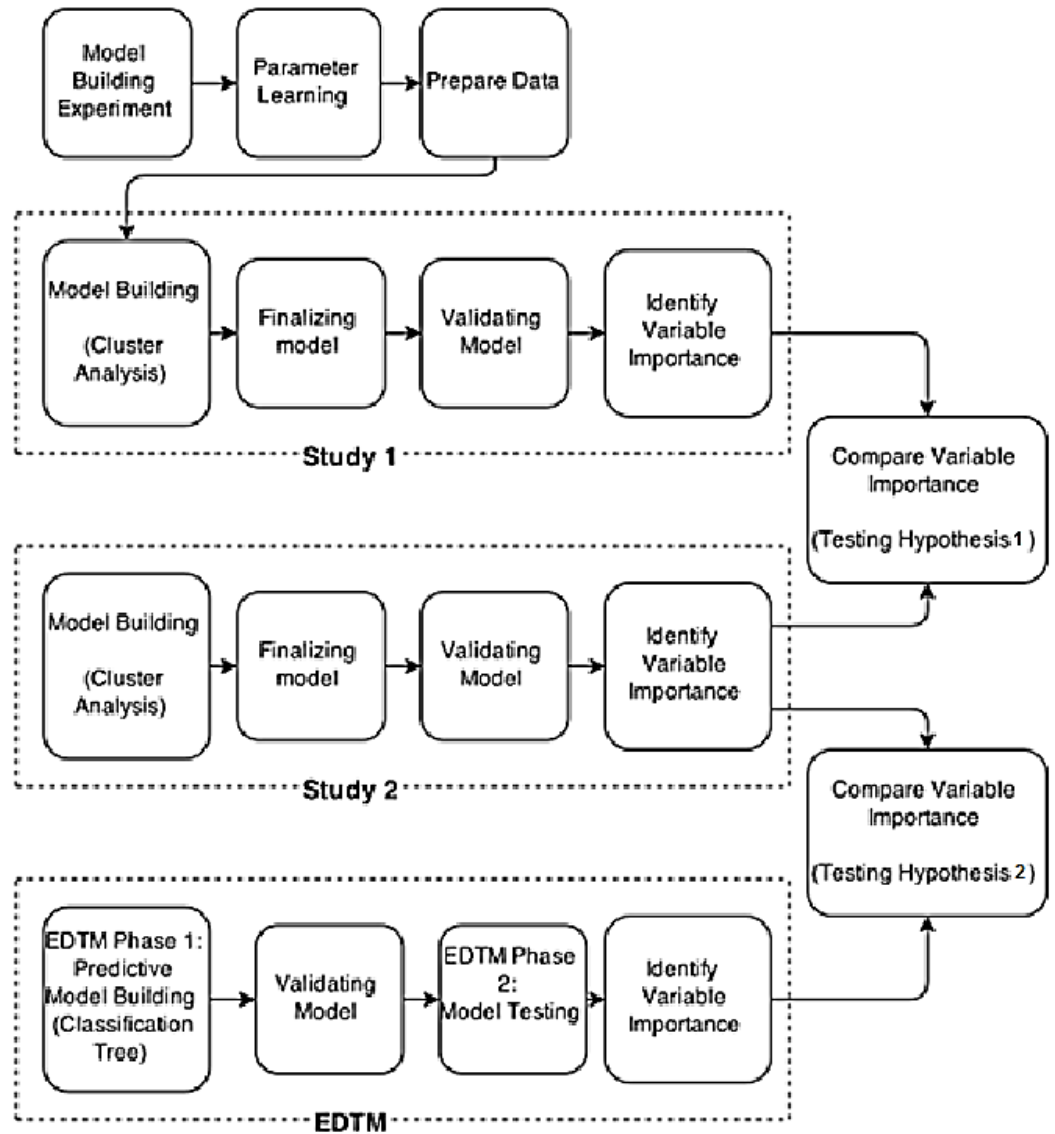 Model
Building
Experiment
Parameter
Learning
Prepare Data
Model Building
(Cluster
Analysis)
Finalizing
model
Validating
Model
Identify
Variable
Importance
Study 1
Compare Variable
Importance
(Testing Hypothesis 1 )
Model Building
(Cluster
Analysis)
Finalizing
model
Validating
Model
Identify
Variable
Importance
Study 2
Compare Variable
Importance
(Testing Hypothesis 2)
EDTM Phase 1:
Predictive
Model Building
(Classification
Tree)
Validating
Model
EDTM Phase
2:
Model Testing
Identify
Variable
Importance
EDTM